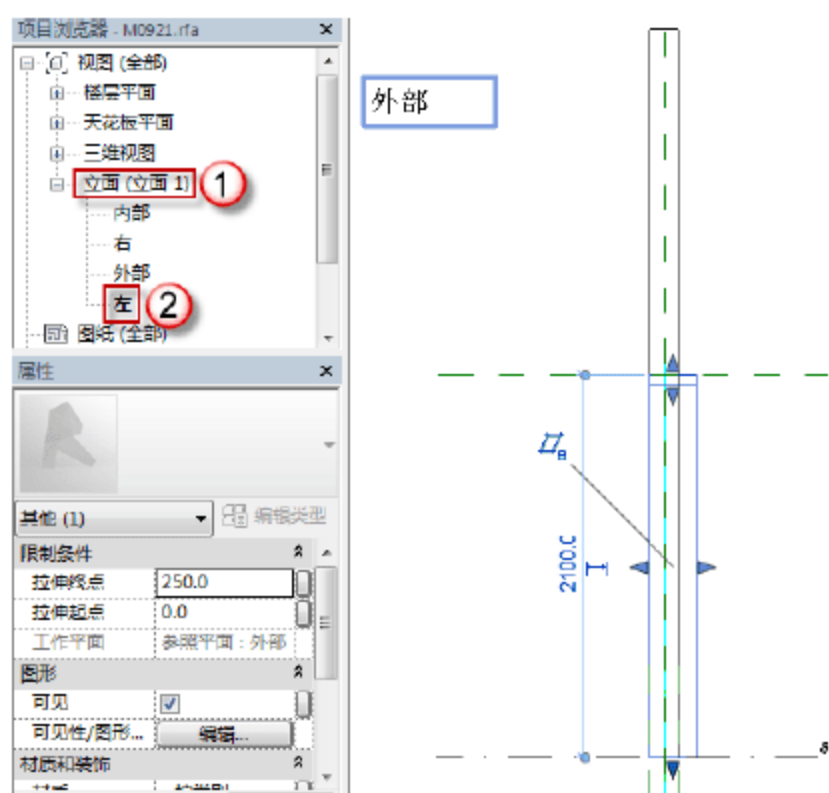 项目浏览器 - M0921.rfa
视图 (全部)
楼层平面
天花板平面
三维视图
立面 (立面 1)
1
内部
右
外部
左
2
图纸 (全部)
属性
其他 (1)
编辑类型
限制条件
拉伸终点 250.0
拉伸起点 0.0
工作平面 参照平面 : 外部
图形
可见
可见性/图形... 编辑...
材质和装饰
外部
2100.0